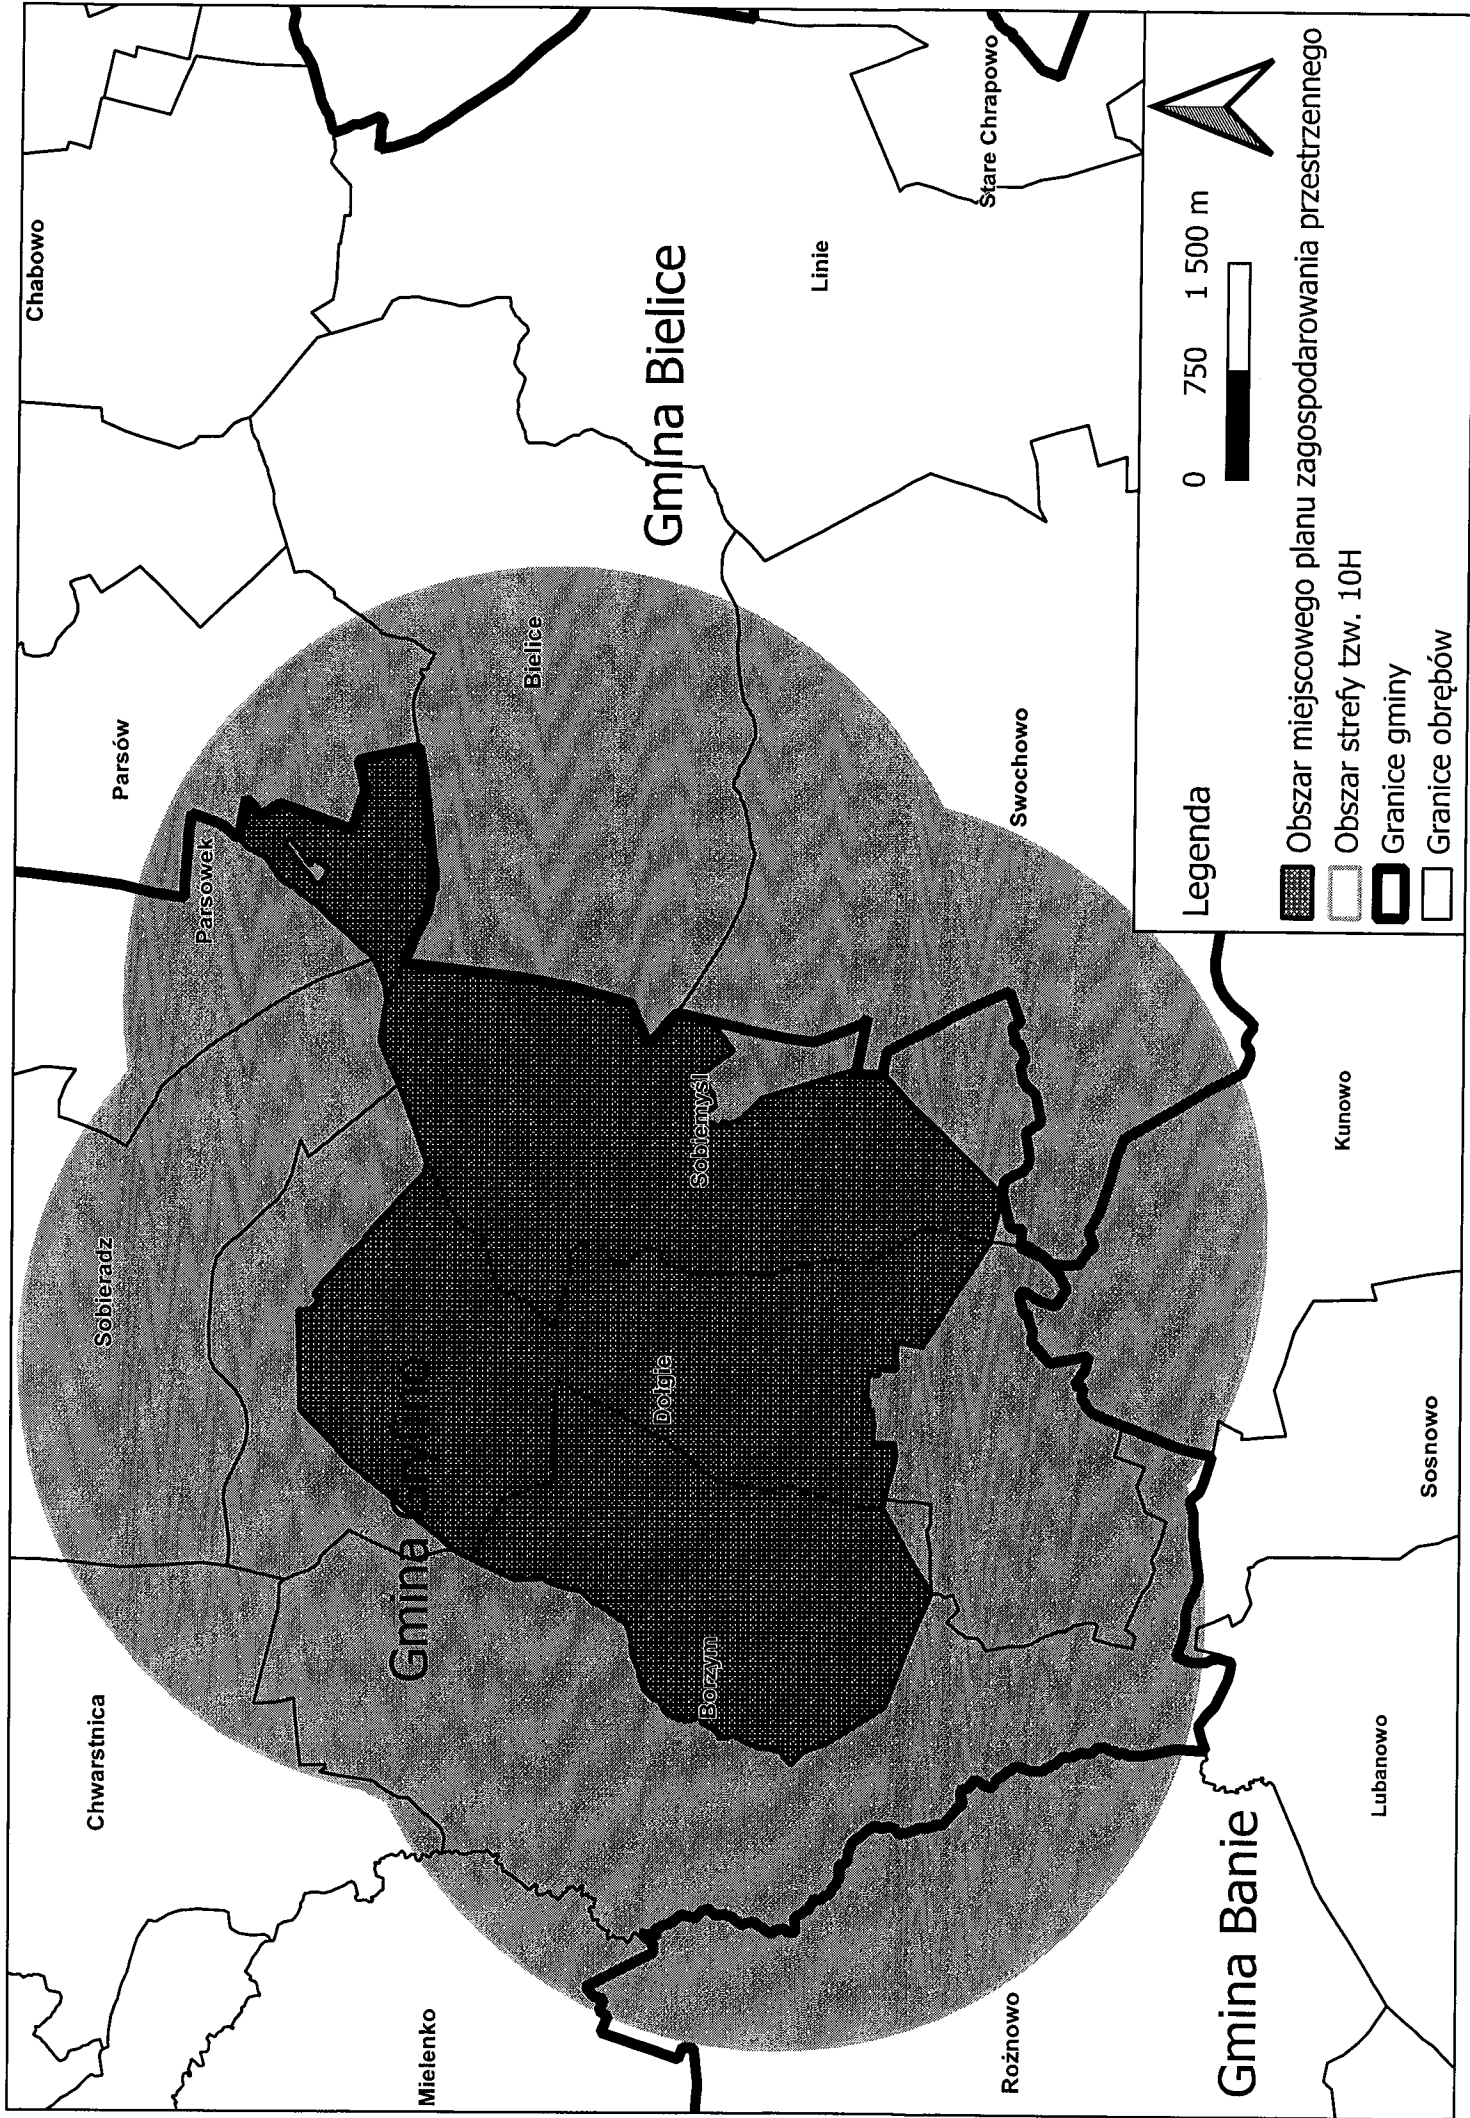 Mielenko
Chwarstnica
Sobieradz
Parsówek
Parsów
Chabowo
Gmina Gryfino
Borzym
Dołgie
Sobiemyśl
Bielice
Gmina Bielice
Linie
Stare Chrapowo
Rożnowo
Swochowo
Gmina Banie
Lubanowo
Sosnowo
Kunowo
Legenda
0 750 1 500 m
Obszar miejscowego planu zagospodarowania przestrzennego
Obszar strefy tzw. 10H
Granice gminy
Granice obrębów